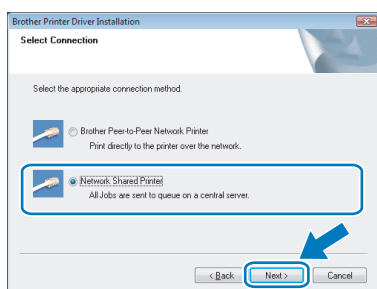 Brother Printer Driver Installation
Select Connection
Select the appropriate connection method.
Brother Peer-to-Peer Network Printer
Print directly to the printer over the network.
Network Shared Printer
All Jobs are sent to queue on a central server.
< Back
Next >
Cancel